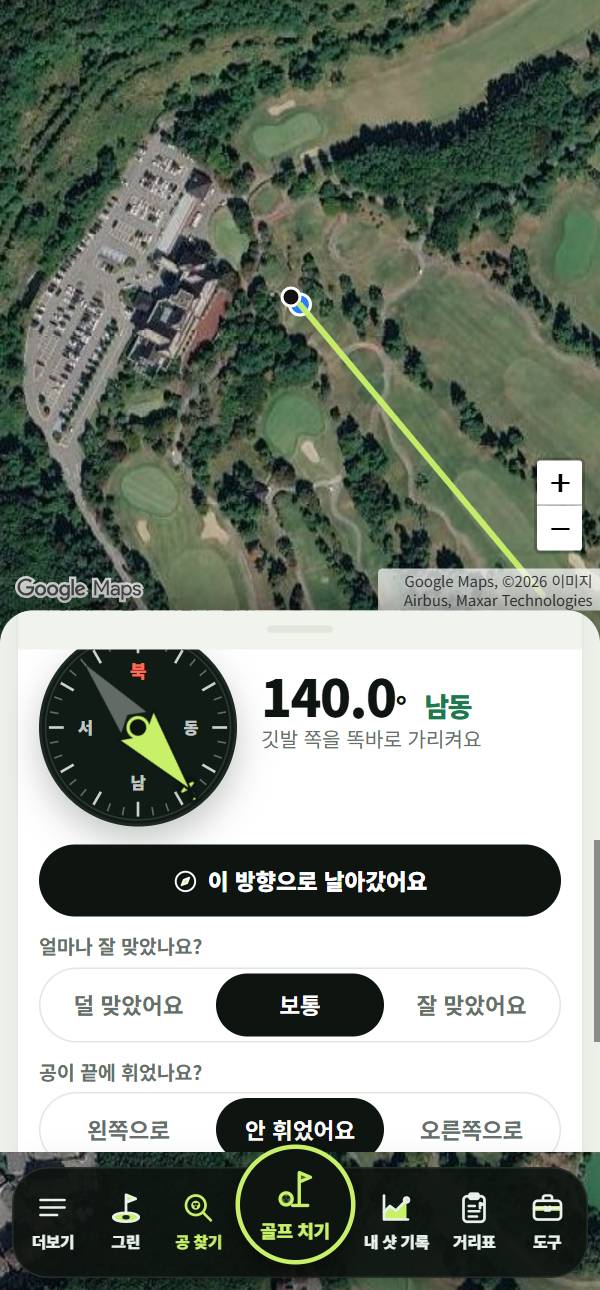 +
−
Google Maps
Google Maps, ©2026 이미지
Airbus, Maxar Technologies
북
서
동
남
140.0° 남동
깃발 쪽을 똑바로 가리켜요
이 방향으로 날아갔어요
얼마나 잘 맞았나요?
덜 맞았어요 보통 잘 맞았어요
공이 끝에 휘었나요?
왼쪽으로 안 휘었어요 오른쪽으로
더보기 그린 공 찾기 골프 치기 내 샷 기록 거리표 도구